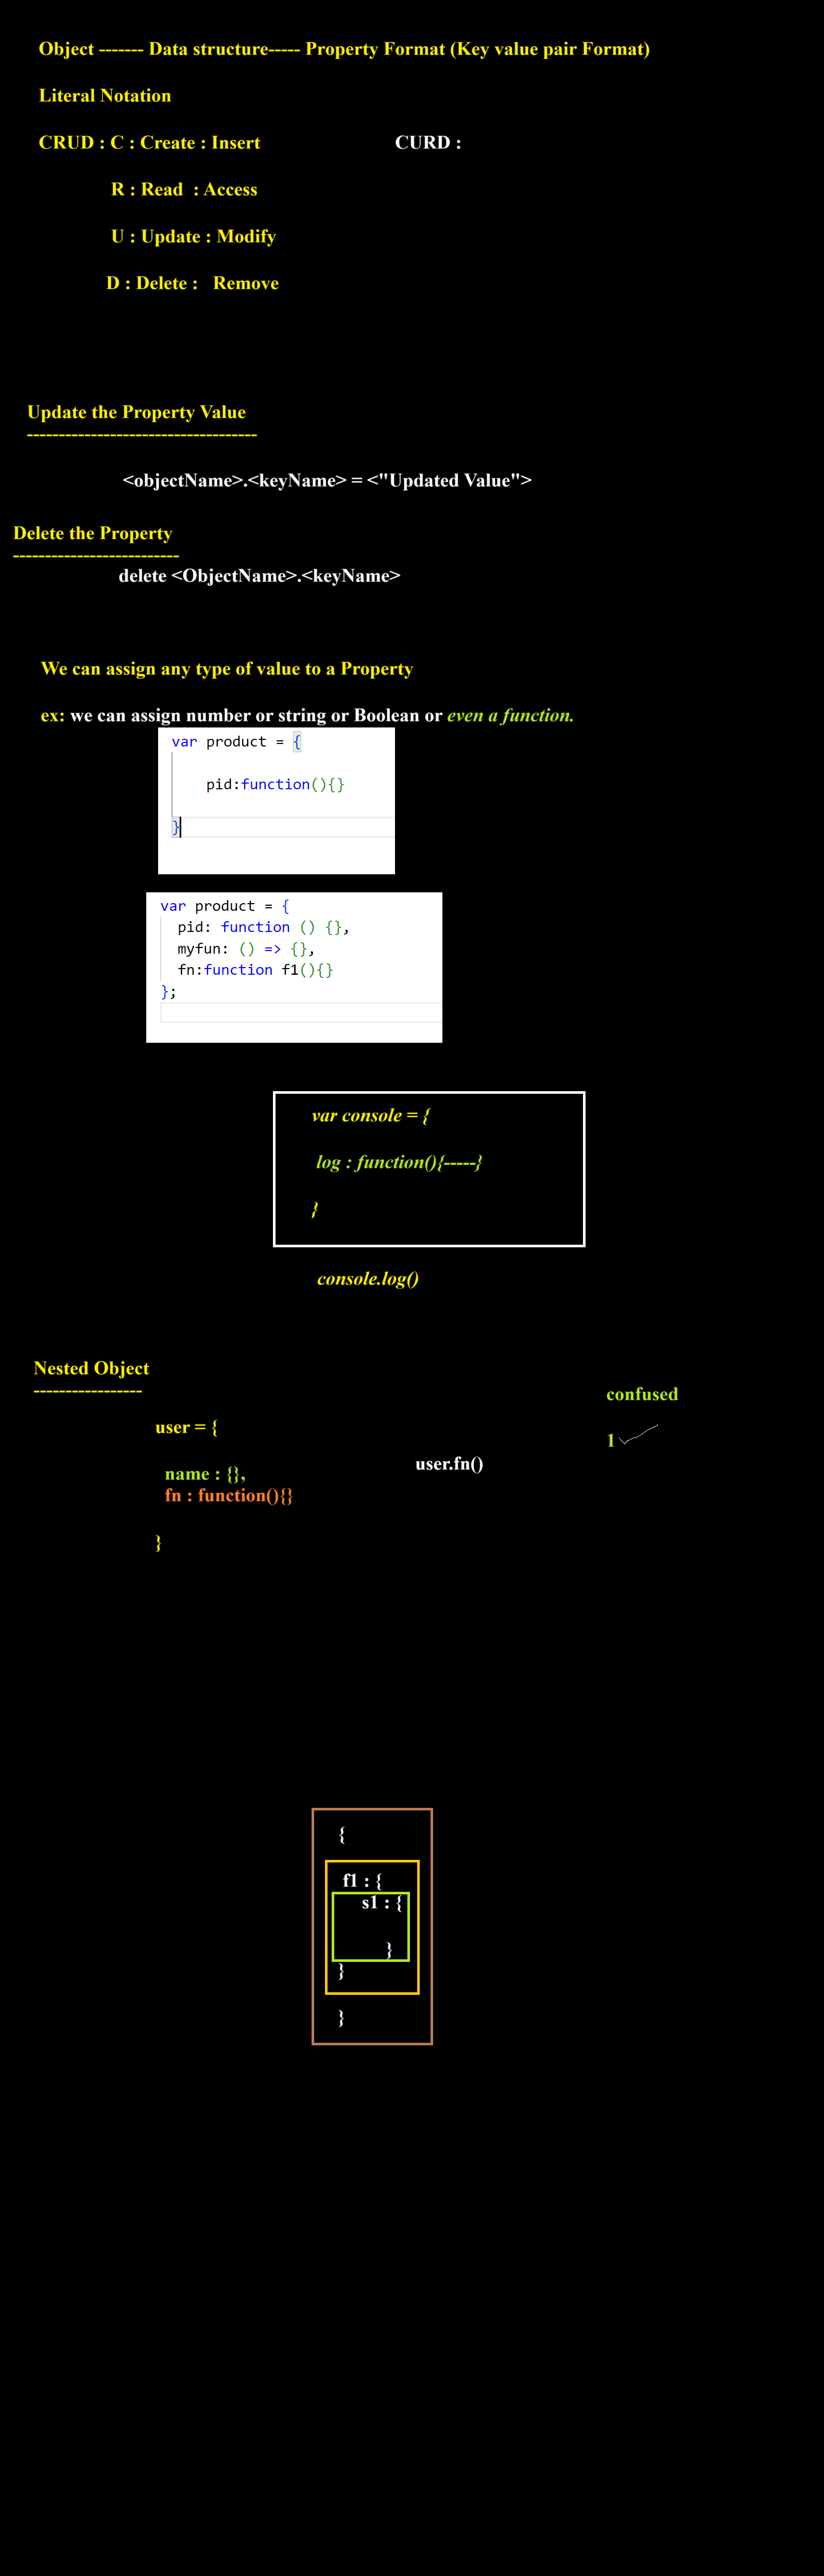 Object ------- Data structure----- Property Format (Key value pair Format)
Literal Notation
CRUD : C : Create : Insert CURD :
R : Read : Access
U : Update : Modify
D : Delete : Remove
Update the Property Value
------------------------------------
<objectName>.<keyName> = <"Updated Value">
Delete the Property
--------------------------
delete <ObjectName>.<keyName>
We can assign any type of value to a Property
ex: we can assign number or string or Boolean or even a function.
var product = {
pid:function(){}
}
var product = {
pid: function () {},
myfun: () => {},
fn:function f1(){}
};
var console = {
log : function(){-----}
}
console.log()
Nested Object
-----------------
confused
user = {
1
user.fn()
name : {},
fn : function(){}
}
{
f1 : {
s1 : {
}
}
}